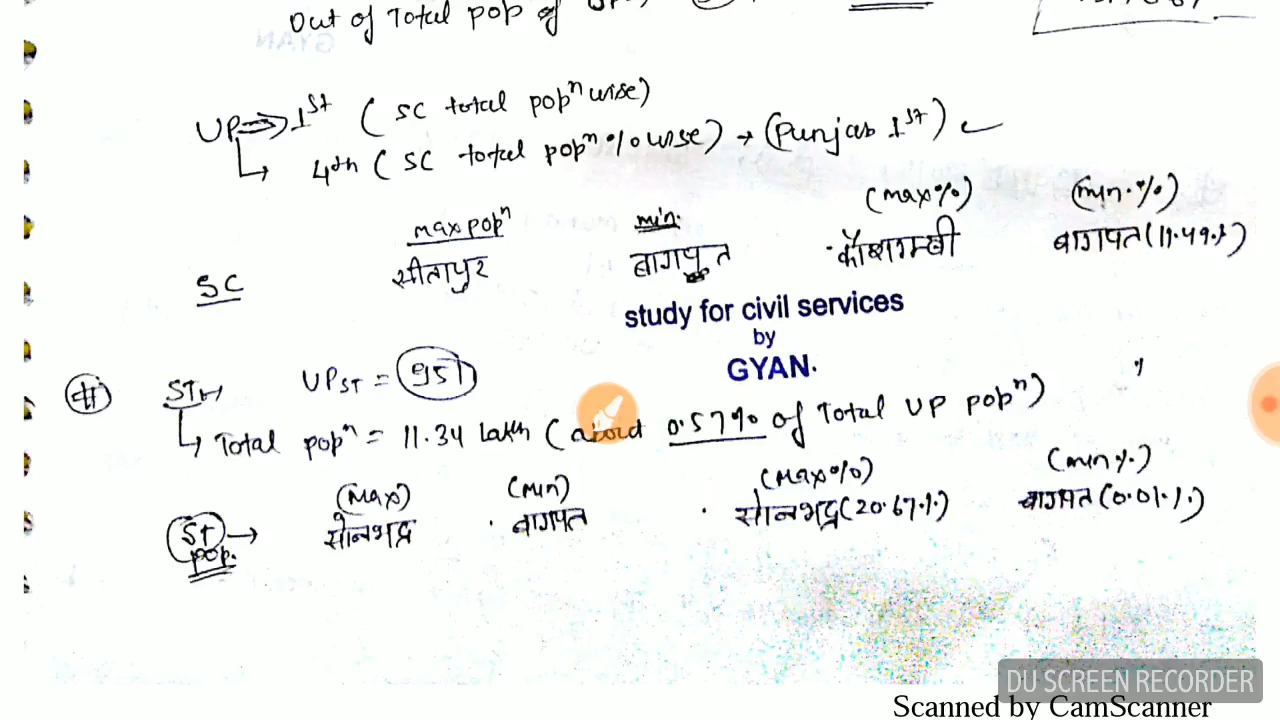 Out of Total pop of
GYAN
UP ⇒ 1st ( SC total popn wise)
↳ 4th ( SC total popn % wise) → (Punjab 1st)
(max%) (min.%)
max popn min.
SC सीतापुर बागपत कौशाम्बी बागपत (11.49.%)
study for civil services
by
GYAN.
# ST UPST = 951
↳ Total popn = 11.34 lakh ( about 0.57% of Total UP popn)
(Max) (Min) (Max%) (min%.)
ST pop. → सोनभद्र बागपत सोनभद्र (20.67.%) बागपत (0.01.%.)
DU SCREEN RECORDER
Scanned by CamScanner